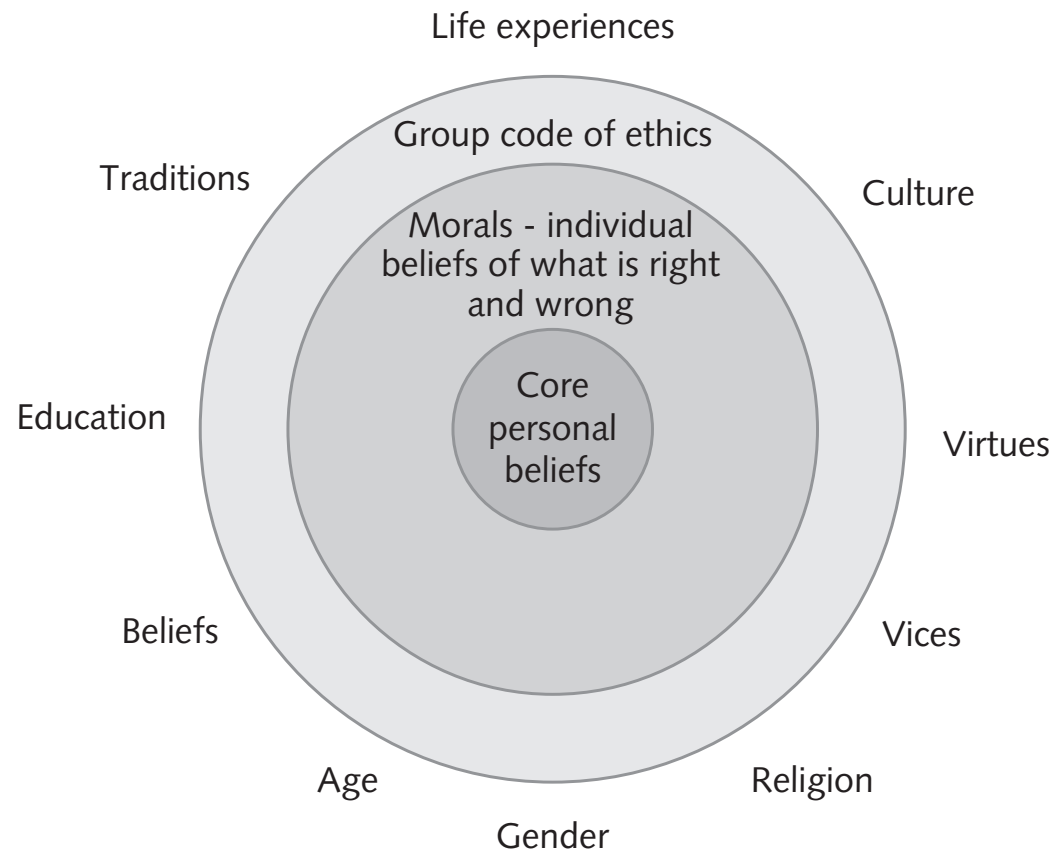 Life experiences
Group code of ethics
Traditions
Culture
Morals - individual
beliefs of what is right
and wrong
Core
personal
beliefs
Education
Virtues
Beliefs
Vices
Age
Religion
Gender